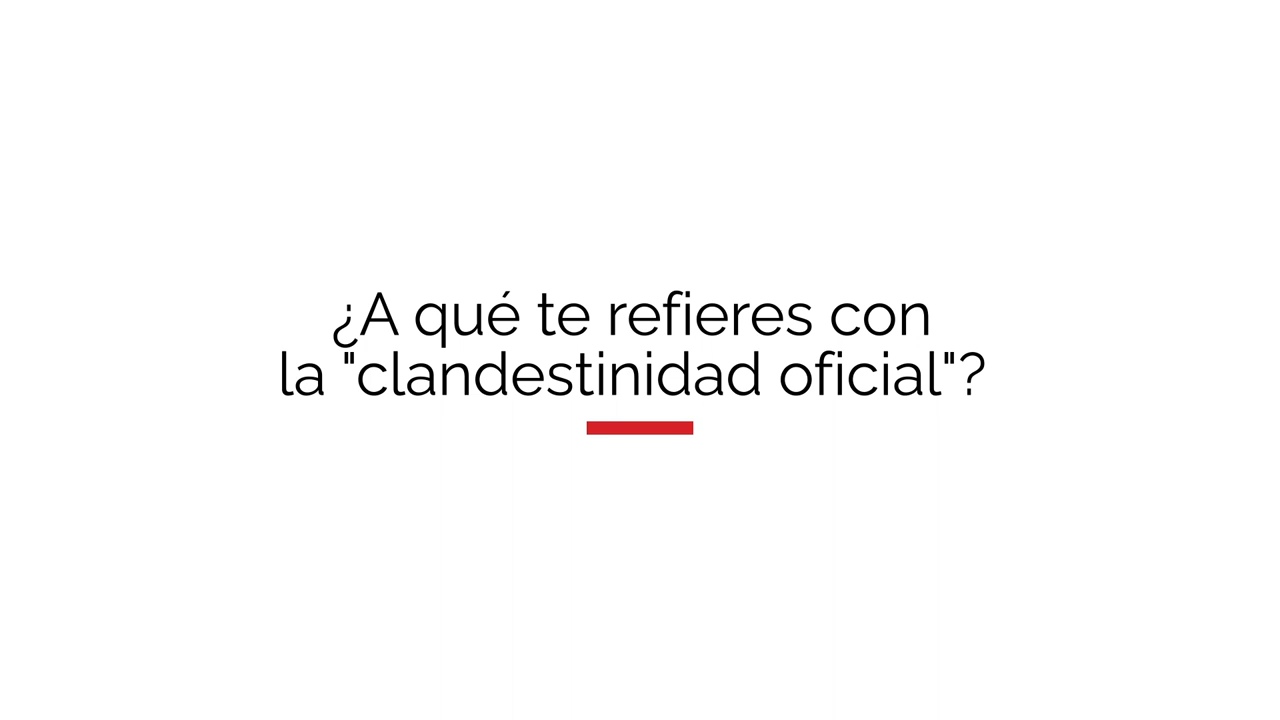 ¿A qué te refieres con
la "clandestinidad oficial"?